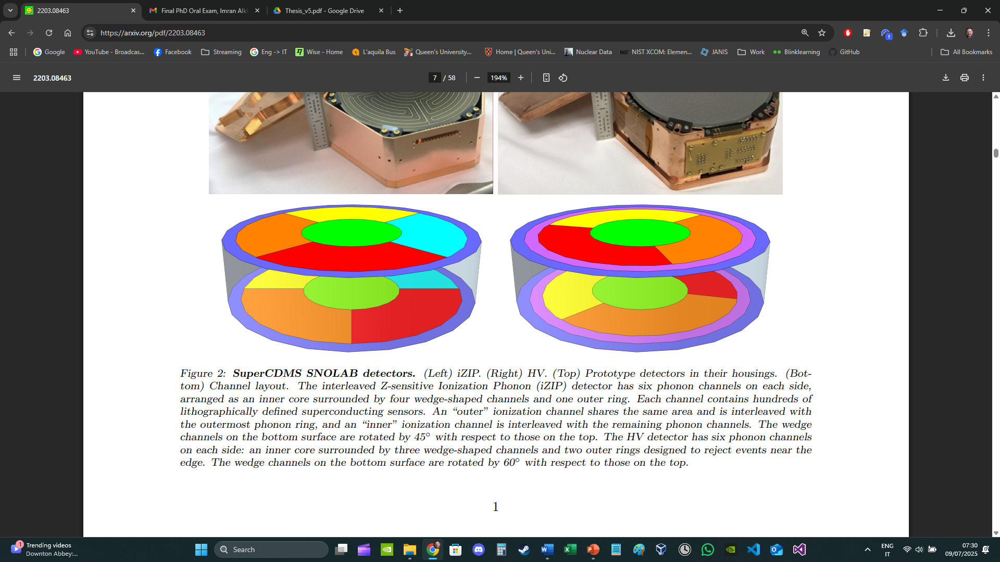 2203.08463
Final PhD Oral Exam, Imran Alkh
Thesis_v5.pdf - Google Drive
https://arxiv.org/pdf/2203.08463
Google
YouTube - Broadcas...
Facebook
Streaming
Eng -> IT
Wise - Home
L'aquila Bus
Queen's University...
Home | Queen's Uni...
Nuclear Data
NIST XCOM: Elemen...
JANIS
Work
Blinklearning
GitHub
All Bookmarks
2203.08463
7 / 58
194%
Figure 2: SuperCDMS SNOLAB detectors. (Left) iZIP. (Right) HV. (Top) Prototype detectors in their housings. (Bot-
tom) Channel layout. The interleaved Z-sensitive Ionization Phonon (iZIP) detector has six phonon channels on each side,
arranged as an inner core surrounded by four wedge-shaped channels and one outer ring. Each channel contains hundreds of
lithographically defined superconducting sensors. An “outer” ionization channel shares the same area and is interleaved with
the outermost phonon ring, and an “inner” ionization channel is interleaved with the remaining phonon channels. The wedge
channels on the bottom surface are rotated by 45° with respect to those on the top. The HV detector has six phonon channels
on each side: an inner core surrounded by three wedge-shaped channels and two outer rings designed to reject events near the
edge. The wedge channels on the bottom surface are rotated by 60° with respect to those on the top.
1
1
Trending videos
Downton Abbey:...
Search
ENG
IT
07:30
09/07/2025